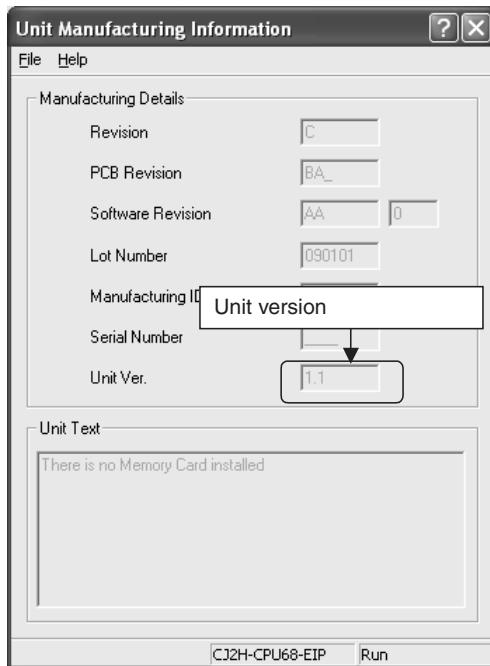 Unit Manufacturing Information
File Help
Manufacturing Details
Revision C
PCB Revision BA_
Software Revision AA 0
Lot Number 090101
Manufacturing ID
Unit version
Serial Number ___
Unit Ver. 1.1
Unit Text
There is no Memory Card installed
CJ2H-CPU68-EIP Run